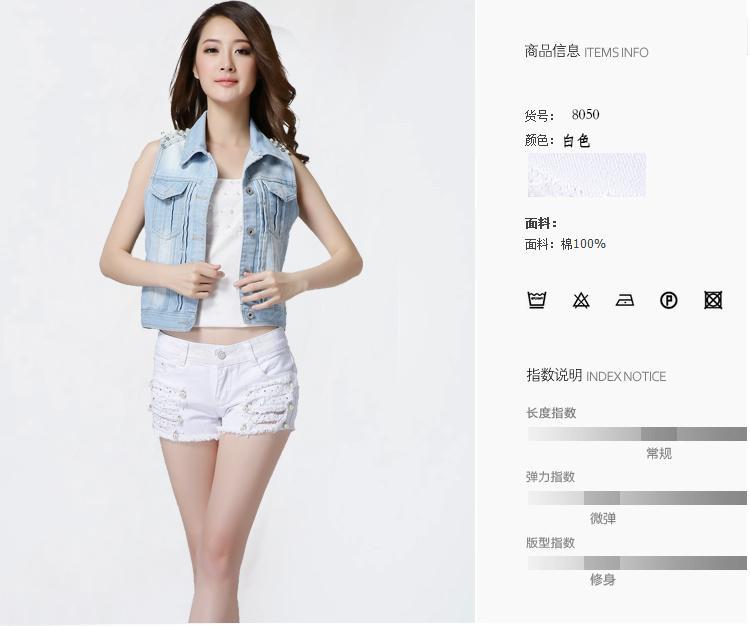 商品信息 ITEMS INFO
货号： 8050
颜色：白色
面料：
面料：棉100%
P
指数说明 INDEX NOTICE
长度指数
常规
弹力指数
微弹
版型指数
修身